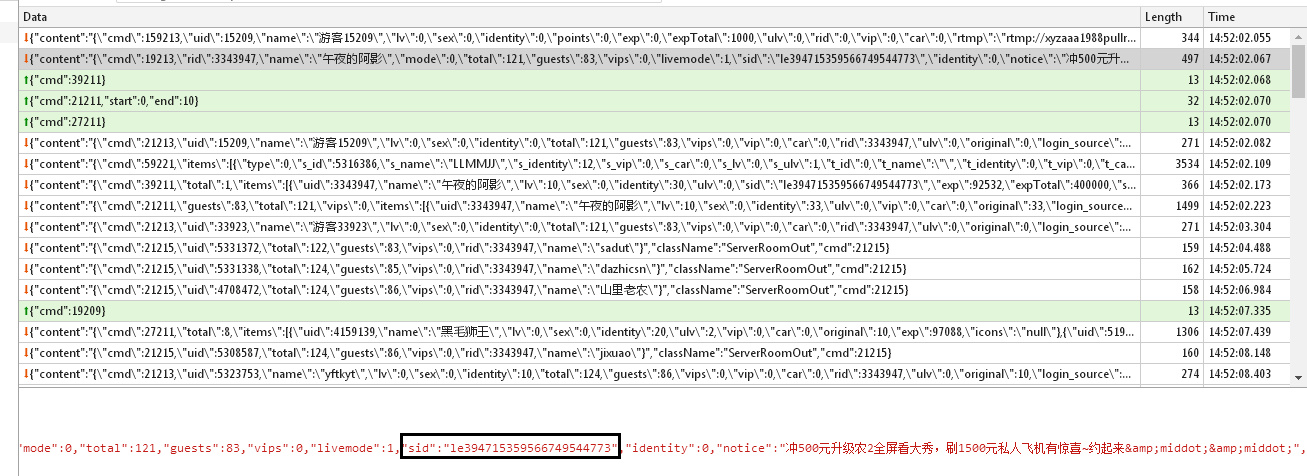 Data Length Time
↓{"content":"{\"cmd\":159213,\"uid\":15209,\"name\":\"游客15209\",\"lv\":0,\"sex\":0,\"identity\":0,\"points\":0,\"exp\":0,\"expTotal\":1000,\"ulv\":0,\"rid\":0,\"vip\":0,\"car\":0,\"rtmp\":\"rtmp://xyzaaa1988pullr... 344 14:52:02.055
↓{"content":"{\"cmd\":19213,\"rid\":3343947,\"name\":\"午夜的阿影\",\"mode\":0,\"total\":121,\"guests\":83,\"vips\":0,\"livemode\":1,\"sid\":\"le394715359566749544773\",\"identity\":0,\"notice\":\"冲500元升... 497 14:52:02.067
↑{"cmd":39211} 13 14:52:02.068
↑{"cmd":21211,"start":0,"end":10} 32 14:52:02.070
↑{"cmd":27211} 13 14:52:02.070
↓{"content":"{\"cmd\":21213,\"uid\":15209,\"name\":\"游客15209\",\"lv\":0,\"sex\":0,\"identity\":0,\"total\":121,\"guests\":83,\"vips\":0,\"vip\":0,\"car\":0,\"rid\":3343947,\"ulv\":0,\"original\":0,\"login_source\":... 271 14:52:02.082
↓{"content":"{\"cmd\":59221,\"items\":[{\"type\":0,\"s_id\":5316386,\"s_name\":\"LLMMJJ\",\"s_identity\":12,\"s_vip\":0,\"s_car\":0,\"s_lv\":0,\"s_ulv\":1,\"t_id\":0,\"t_name\":\"\",\"t_identity\":0,\"t_vip\":0,\"t_ca... 3534 14:52:02.109
↓{"content":"{\"cmd\":39211,\"total\":1,\"items\":[{\"uid\":3343947,\"name\":\"午夜的阿影\",\"lv\":10,\"sex\":0,\"identity\":30,\"ulv\":0,\"sid\":\"le394715359566749544773\",\"exp\":92532,\"expTotal\":400000,\"s... 366 14:52:02.173
↓{"content":"{\"cmd\":21211,\"guests\":83,\"total\":121,\"vips\":0,\"items\":[{\"uid\":3343947,\"name\":\"午夜的阿影\",\"lv\":10,\"sex\":0,\"identity\":33,\"ulv\":0,\"vip\":0,\"car\":0,\"original\":33,\"login_source... 1499 14:52:02.223
↓{"content":"{\"cmd\":21213,\"uid\":33923,\"name\":\"游客33923\",\"lv\":0,\"sex\":0,\"identity\":0,\"total\":121,\"guests\":83,\"vips\":0,\"vip\":0,\"car\":0,\"rid\":3343947,\"ulv\":0,\"original\":0,\"login_source\":... 271 14:52:03.304
↓{"content":"{\"cmd\":21215,\"uid\":5331372,\"total\":122,\"guests\":83,\"vips\":0,\"rid\":3343947,\"name\":\"sadut\"}","className":"ServerRoomOut","cmd":21215} 159 14:52:04.488
↓{"content":"{\"cmd\":21215,\"uid\":5331338,\"total\":124,\"guests\":85,\"vips\":0,\"rid\":3343947,\"name\":\"dazhicsn\"}","className":"ServerRoomOut","cmd":21215} 162 14:52:05.724
↓{"content":"{\"cmd\":21215,\"uid\":4708472,\"total\":124,\"guests\":86,\"vips\":0,\"rid\":3343947,\"name\":\"山里老农\"}","className":"ServerRoomOut","cmd":21215} 158 14:52:06.984
↑{"cmd":19209} 13 14:52:07.335
↓{"content":"{\"cmd\":27211,\"total\":8,\"items\":[{\"uid\":4159139,\"name\":\"黑毛狮王\",\"lv\":0,\"sex\":0,\"identity\":20,\"ulv\":2,\"vip\":0,\"car\":0,\"original\":10,\"exp\":97088,\"icons\":\"null\"},{\"uid\":519... 1306 14:52:07.439
↓{"content":"{\"cmd\":21215,\"uid\":5308587,\"total\":124,\"guests\":86,\"vips\":0,\"rid\":3343947,\"name\":\"jixuao\"}","className":"ServerRoomOut","cmd":21215} 160 14:52:08.148
↓{"content":"{\"cmd\":21213,\"uid\":5323753,\"name\":\"yftkyt\",\"lv\":0,\"sex\":0,\"identity\":10,\"total\":124,\"guests\":86,\"vips\":0,\"vip\":0,\"car\":0,\"rid\":3343947,\"ulv\":0,\"original\":10,\"login_source\":... 274 14:52:08.403
"mode":0,"total":121,"guests":83,"vips":0,"livemode":1,"sid":"le394715359566749544773","identity":0,"notice":"冲500元升级农2全屏看大秀，刷1500元私人飞机有惊喜~约起来&amp;middot;&amp;middot;",